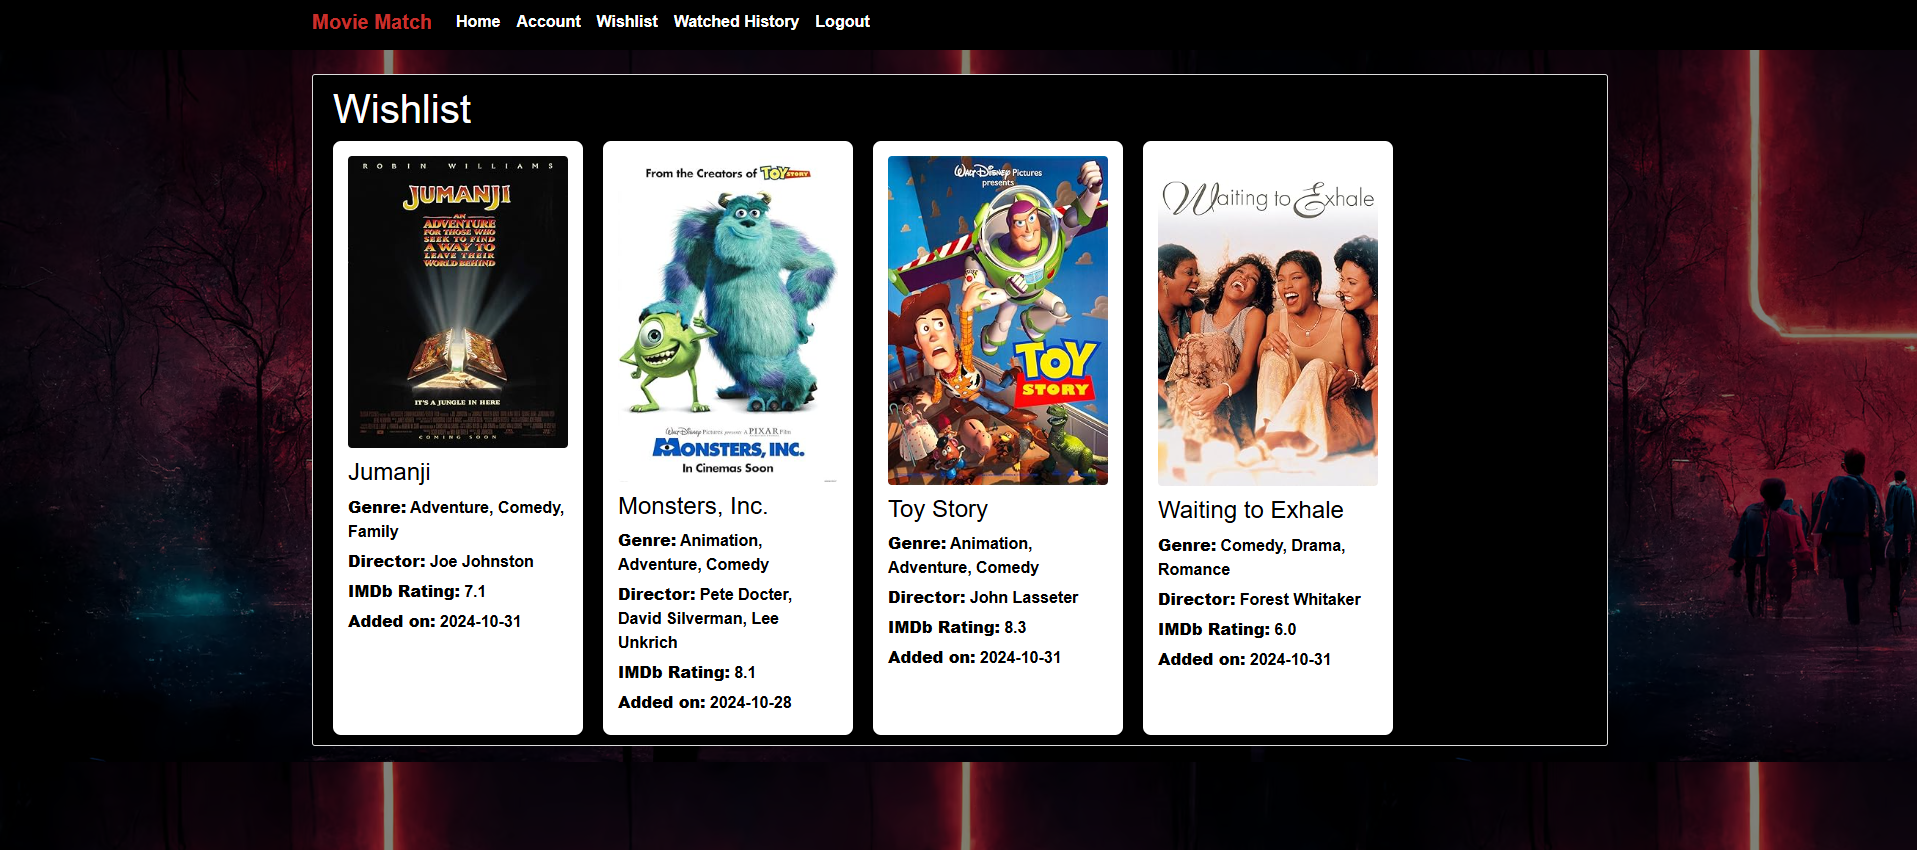 Movie Match Home Account Wishlist Watched History Logout
Wishlist
ROBIN WILLIAMS
JUMANJI
AN
ADVENTURE
FOR THOSE WHO
SEEK TO FIND
A WAY TO
LEAVE THEIR
WORLD BEHIND
IT'S A JUNGLE IN HERE
COMING SOON
Jumanji
Genre: Adventure, Comedy,
Family
Director: Joe Johnston
IMDb Rating: 7.1
Added on: 2024-10-31
From the Creators of TOY STORY
Walt Disney Pictures present A PIXAR Film
MONSTERS, INC.
In Cinemas Soon
Monsters, Inc.
Genre: Animation,
Adventure, Comedy
Director: Pete Docter,
David Silverman, Lee
Unkrich
IMDb Rating: 8.1
Added on: 2024-10-28
Walt Disney Pictures
presents
TOY
STORY
Toy Story
Genre: Animation,
Adventure, Comedy
Director: John Lasseter
IMDb Rating: 8.3
Added on: 2024-10-31
Waiting to Exhale
Waiting to Exhale
Genre: Comedy, Drama,
Romance
Director: Forest Whitaker
IMDb Rating: 6.0
Added on: 2024-10-31